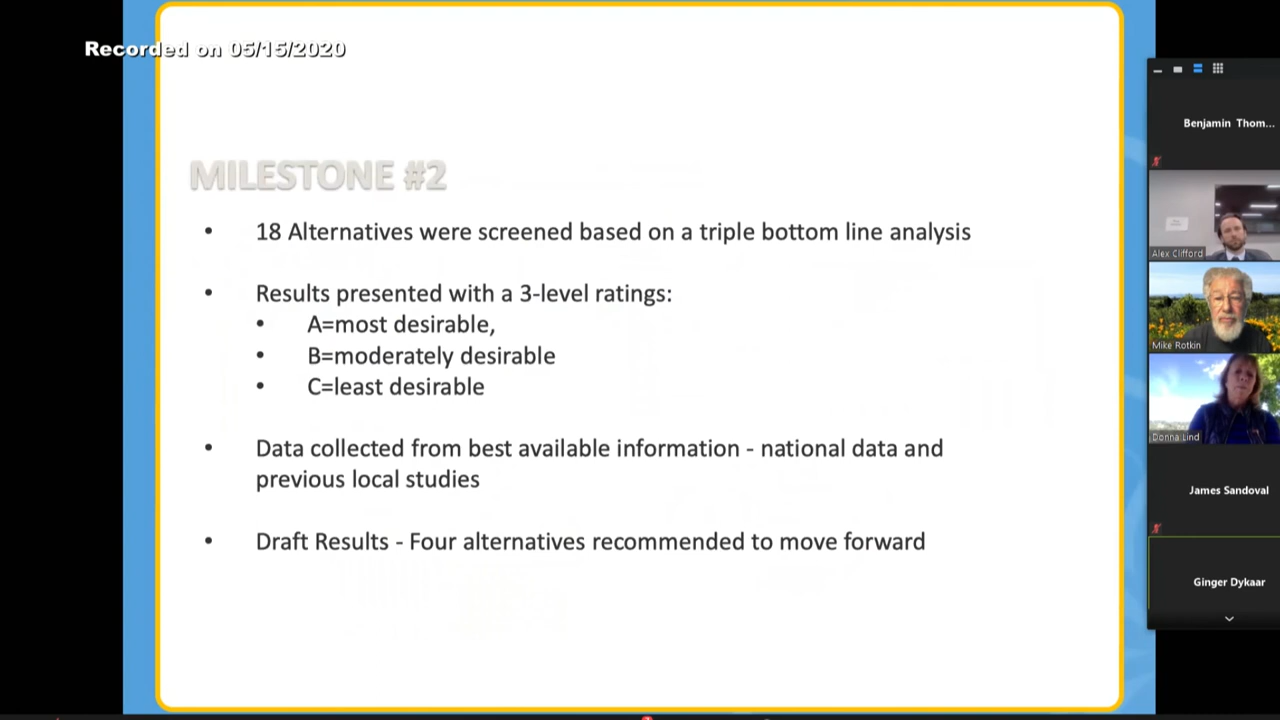 Recorded on 05/15/2020
MILESTONE #2
• 18 Alternatives were screened based on a triple bottom line analysis
• Results presented with a 3-level ratings:
• A=most desirable,
• B=moderately desirable
• C=least desirable
• Data collected from best available information - national data and
previous local studies
• Draft Results - Four alternatives recommended to move forward
Benjamin Thom...
Alex Clifford
Mike Rotkin
Donna Lind
James Sandoval
Ginger Dykaar